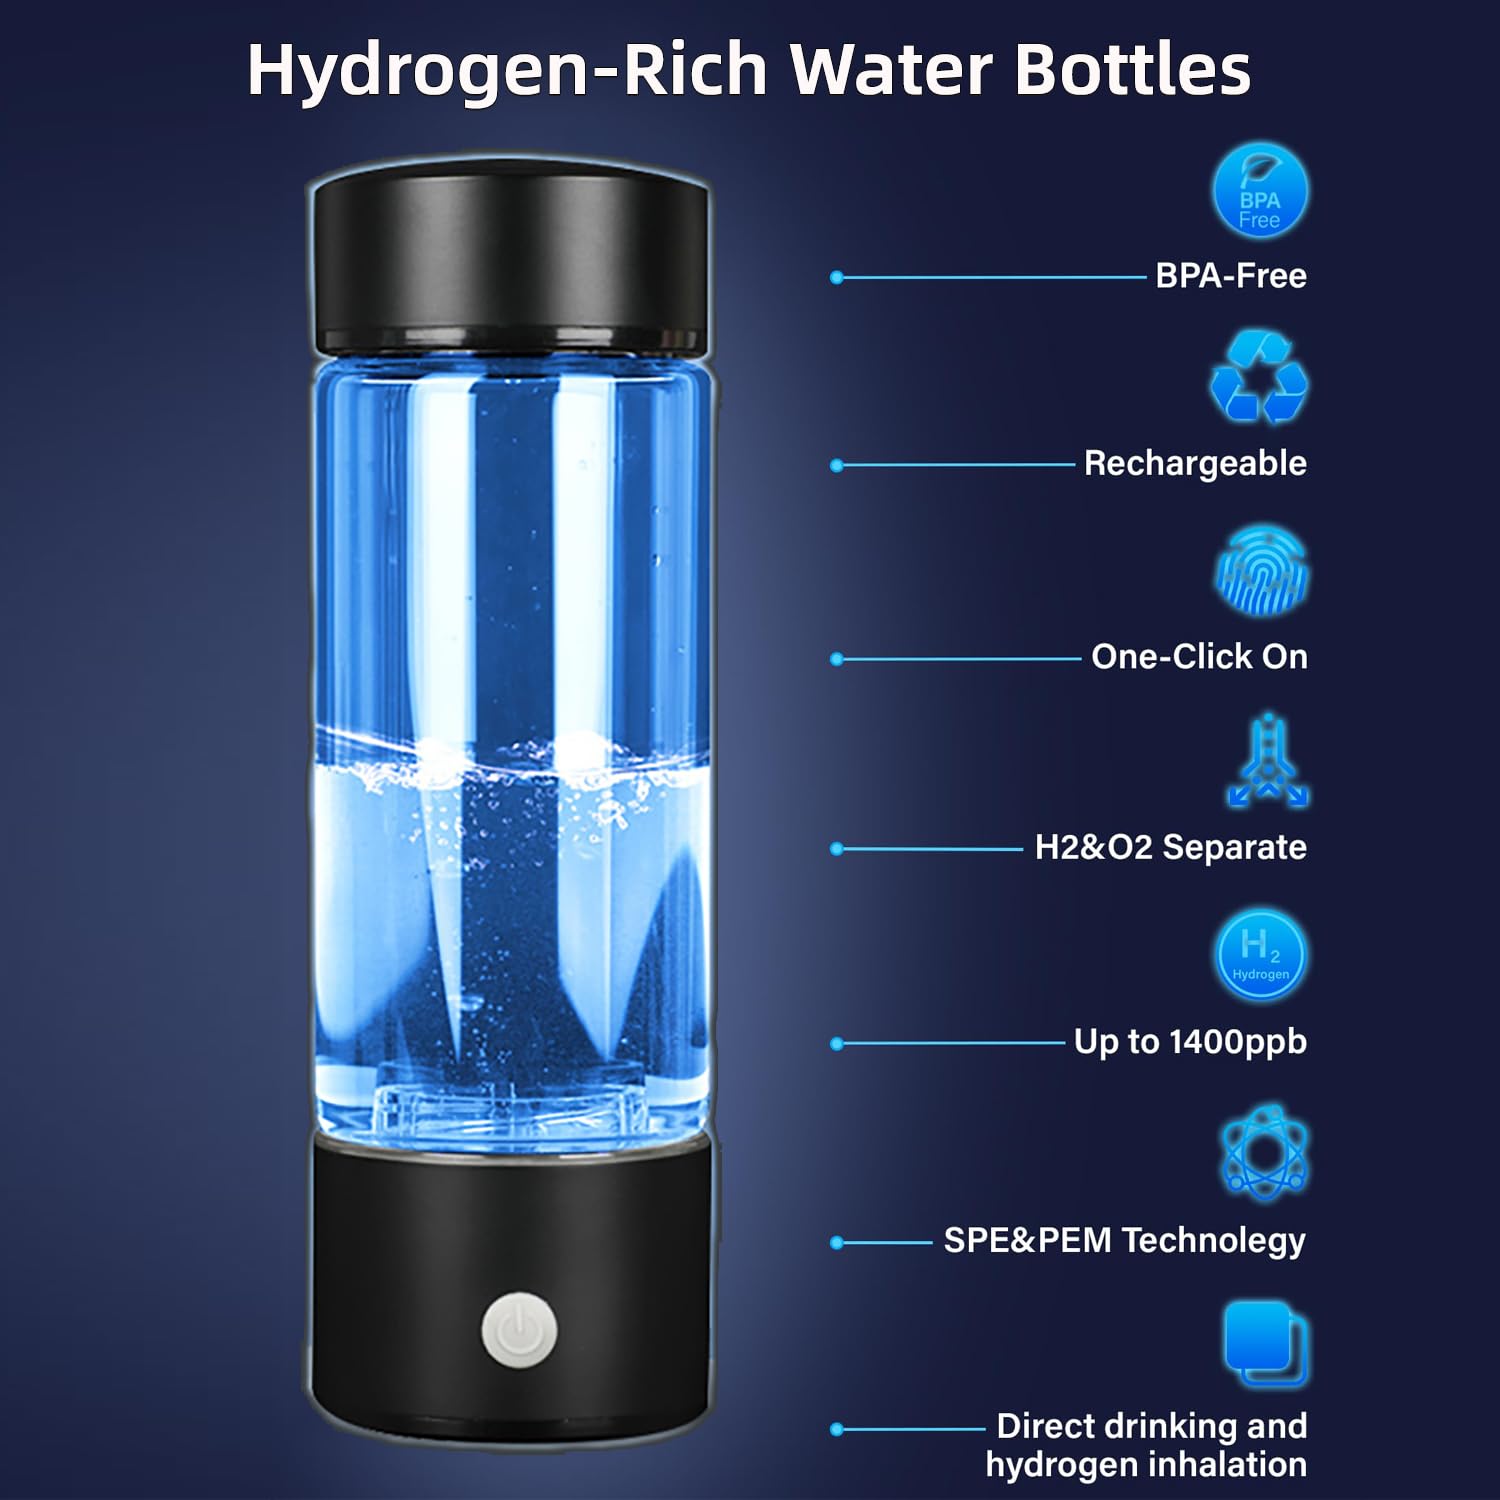 Hydrogen-Rich Water Bottles
BPA
Free
BPA-Free
Rechargeable
One-Click On
H2&O2 Separate
H2
Hydrogen
Up to 1400ppb
SPE&PEM Technolegy
Direct drinking and
hydrogen inhalation